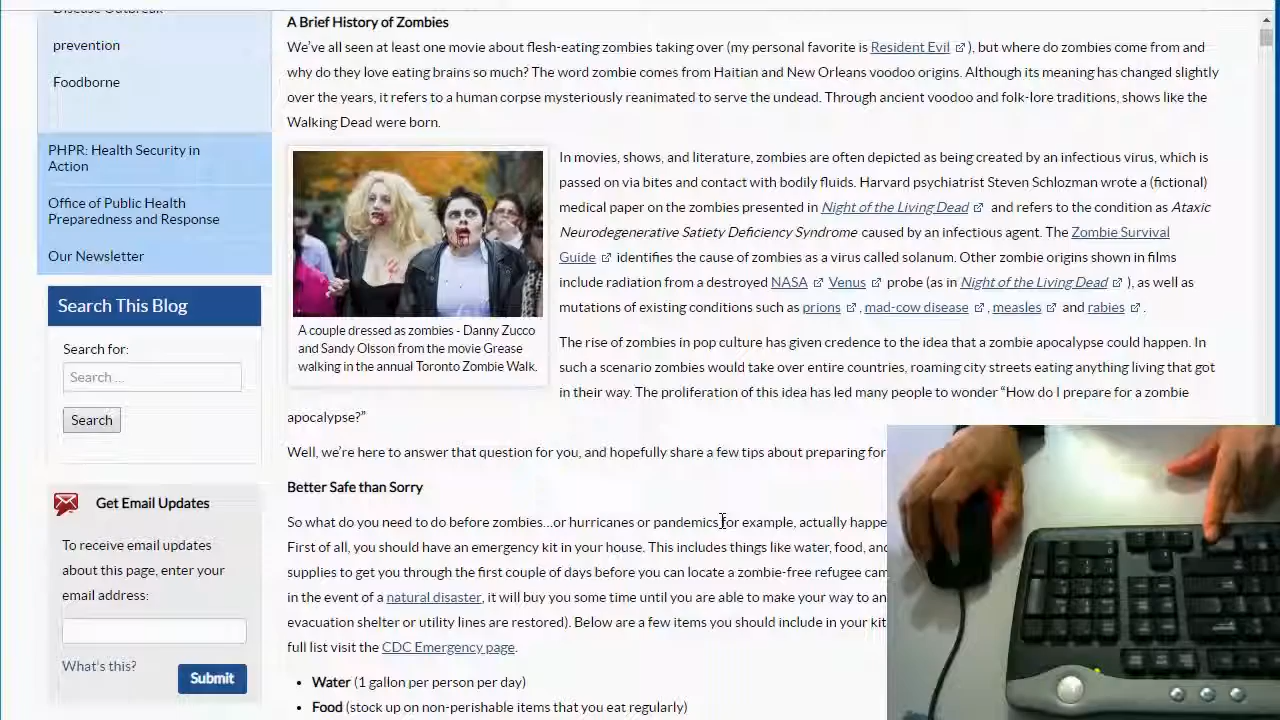 Disease Outbreak
prevention
Foodborne
PHPR: Health Security in
Action
Office of Public Health
Preparedness and Response
Our Newsletter
Search This Blog
Search for:
Search ...
Search
Get Email Updates
To receive email updates
about this page, enter your
email address:
What's this?
Submit
A Brief History of Zombies
We’ve all seen at least one movie about flesh-eating zombies taking over (my personal favorite is Resident Evil ), but where do zombies come from and
why do they love eating brains so much? The word zombie comes from Haitian and New Orleans voodoo origins. Although its meaning has changed slightly
over the years, it refers to a human corpse mysteriously reanimated to serve the undead. Through ancient voodoo and folk-lore traditions, shows like the
Walking Dead were born.
A couple dressed as zombies - Danny Zucco
and Sandy Olsson from the movie Grease
walking in the annual Toronto Zombie Walk.
In movies, shows, and literature, zombies are often depicted as being created by an infectious virus, which is
passed on via bites and contact with bodily fluids. Harvard psychiatrist Steven Schlozman wrote a (fictional)
medical paper on the zombies presented in Night of the Living Dead and refers to the condition as Ataxic
Neurodegenerative Satiety Deficiency Syndrome caused by an infectious agent. The Zombie Survival
Guide identifies the cause of zombies as a virus called solanum. Other zombie origins shown in films
include radiation from a destroyed NASA Venus probe (as in Night of the Living Dead ), as well as
mutations of existing conditions such as prions , mad-cow disease , measles and rabies .
The rise of zombies in pop culture has given credence to the idea that a zombie apocalypse could happen. In
such a scenario zombies would take over entire countries, roaming city streets eating anything living that got
in their way. The proliferation of this idea has led many people to wonder “How do I prepare for a zombie
apocalypse?”
Well, we’re here to answer that question for you, and hopefully share a few tips about preparing for
Better Safe than Sorry
So what do you need to do before zombies…or hurricanes or pandemics for example, actually happe
First of all, you should have an emergency kit in your house. This includes things like water, food, and
supplies to get you through the first couple of days before you can locate a zombie-free refugee cam
in the event of a natural disaster, it will buy you some time until you are able to make your way to an
evacuation shelter or utility lines are restored). Below are a few items you should include in your kit
full list visit the CDC Emergency page.
• Water (1 gallon per person per day)
• Food (stock up on non-perishable items that you eat regularly)